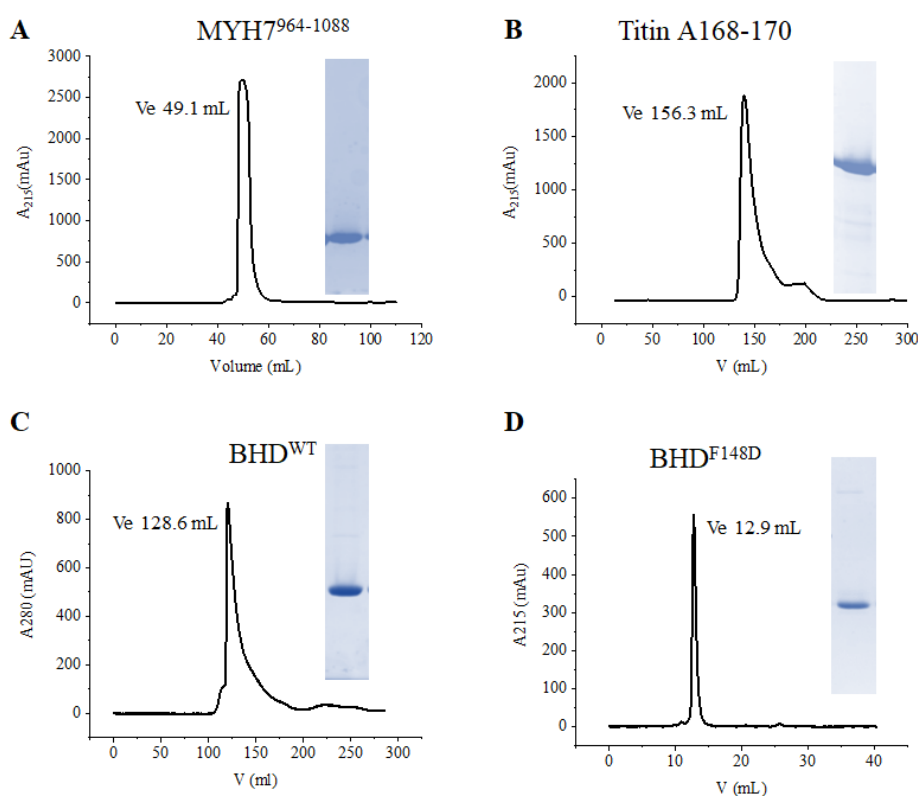 A
MYH7⁹⁶⁴⁻¹⁰⁸⁸
3000
2500
2000
1500
1000
500
0
A₂₁₅(mAu)
Ve 49.1 mL
0 20 40 60 80 100 120
Volume (mL)
B
Titin A168-170
2000
1500
1000
500
0
A₂₁₅(mAu)
Ve 156.3 mL
0 50 100 150 200 250 300
V (mL)
C
BHDᵂᵀ
1000
800
600
400
200
0
A280 (mAU)
Ve 128.6 mL
0 50 100 150 200 250 300
V (ml)
D
BHDF148D
600
500
400
300
200
100
0
A215 (mAu)
Ve 12.9 mL
0 10 20 30 40
V (mL)